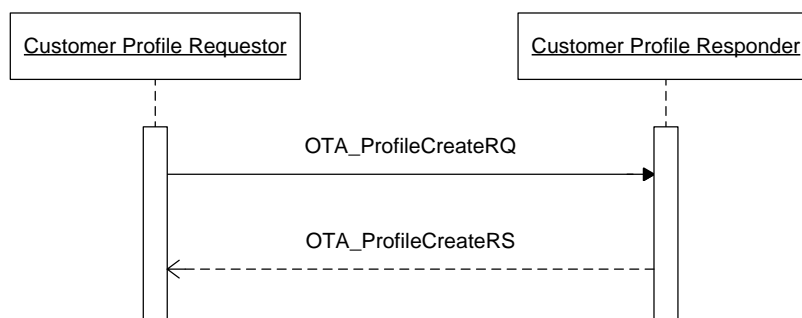 Customer Profile Requestor
Customer Profile Responder
OTA_ProfileCreateRQ
OTA_ProfileCreateRS